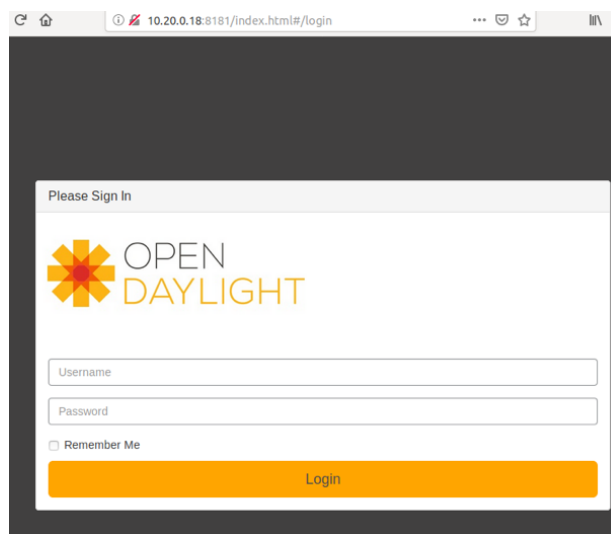 10.20.0.18:8181/index.html#/login
Please Sign In
OPEN
DAYLIGHT
Username
Password
Remember Me
Login